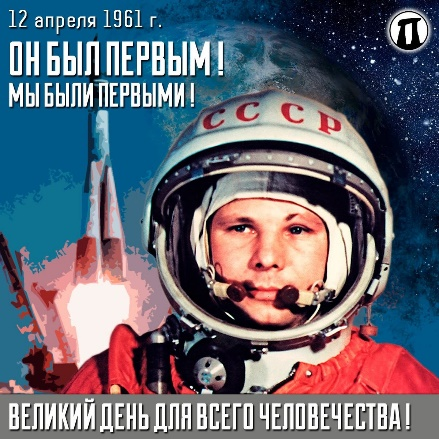 12 апреля 1961 г.
ОН БЫЛ ПЕРВЫМ!
МЫ БЫЛИ ПЕРВЫМИ!
П
СССР
ВЕЛИКИЙ ДЕНЬ ДЛЯ ВСЕГО ЧЕЛОВЕЧЕСТВА!